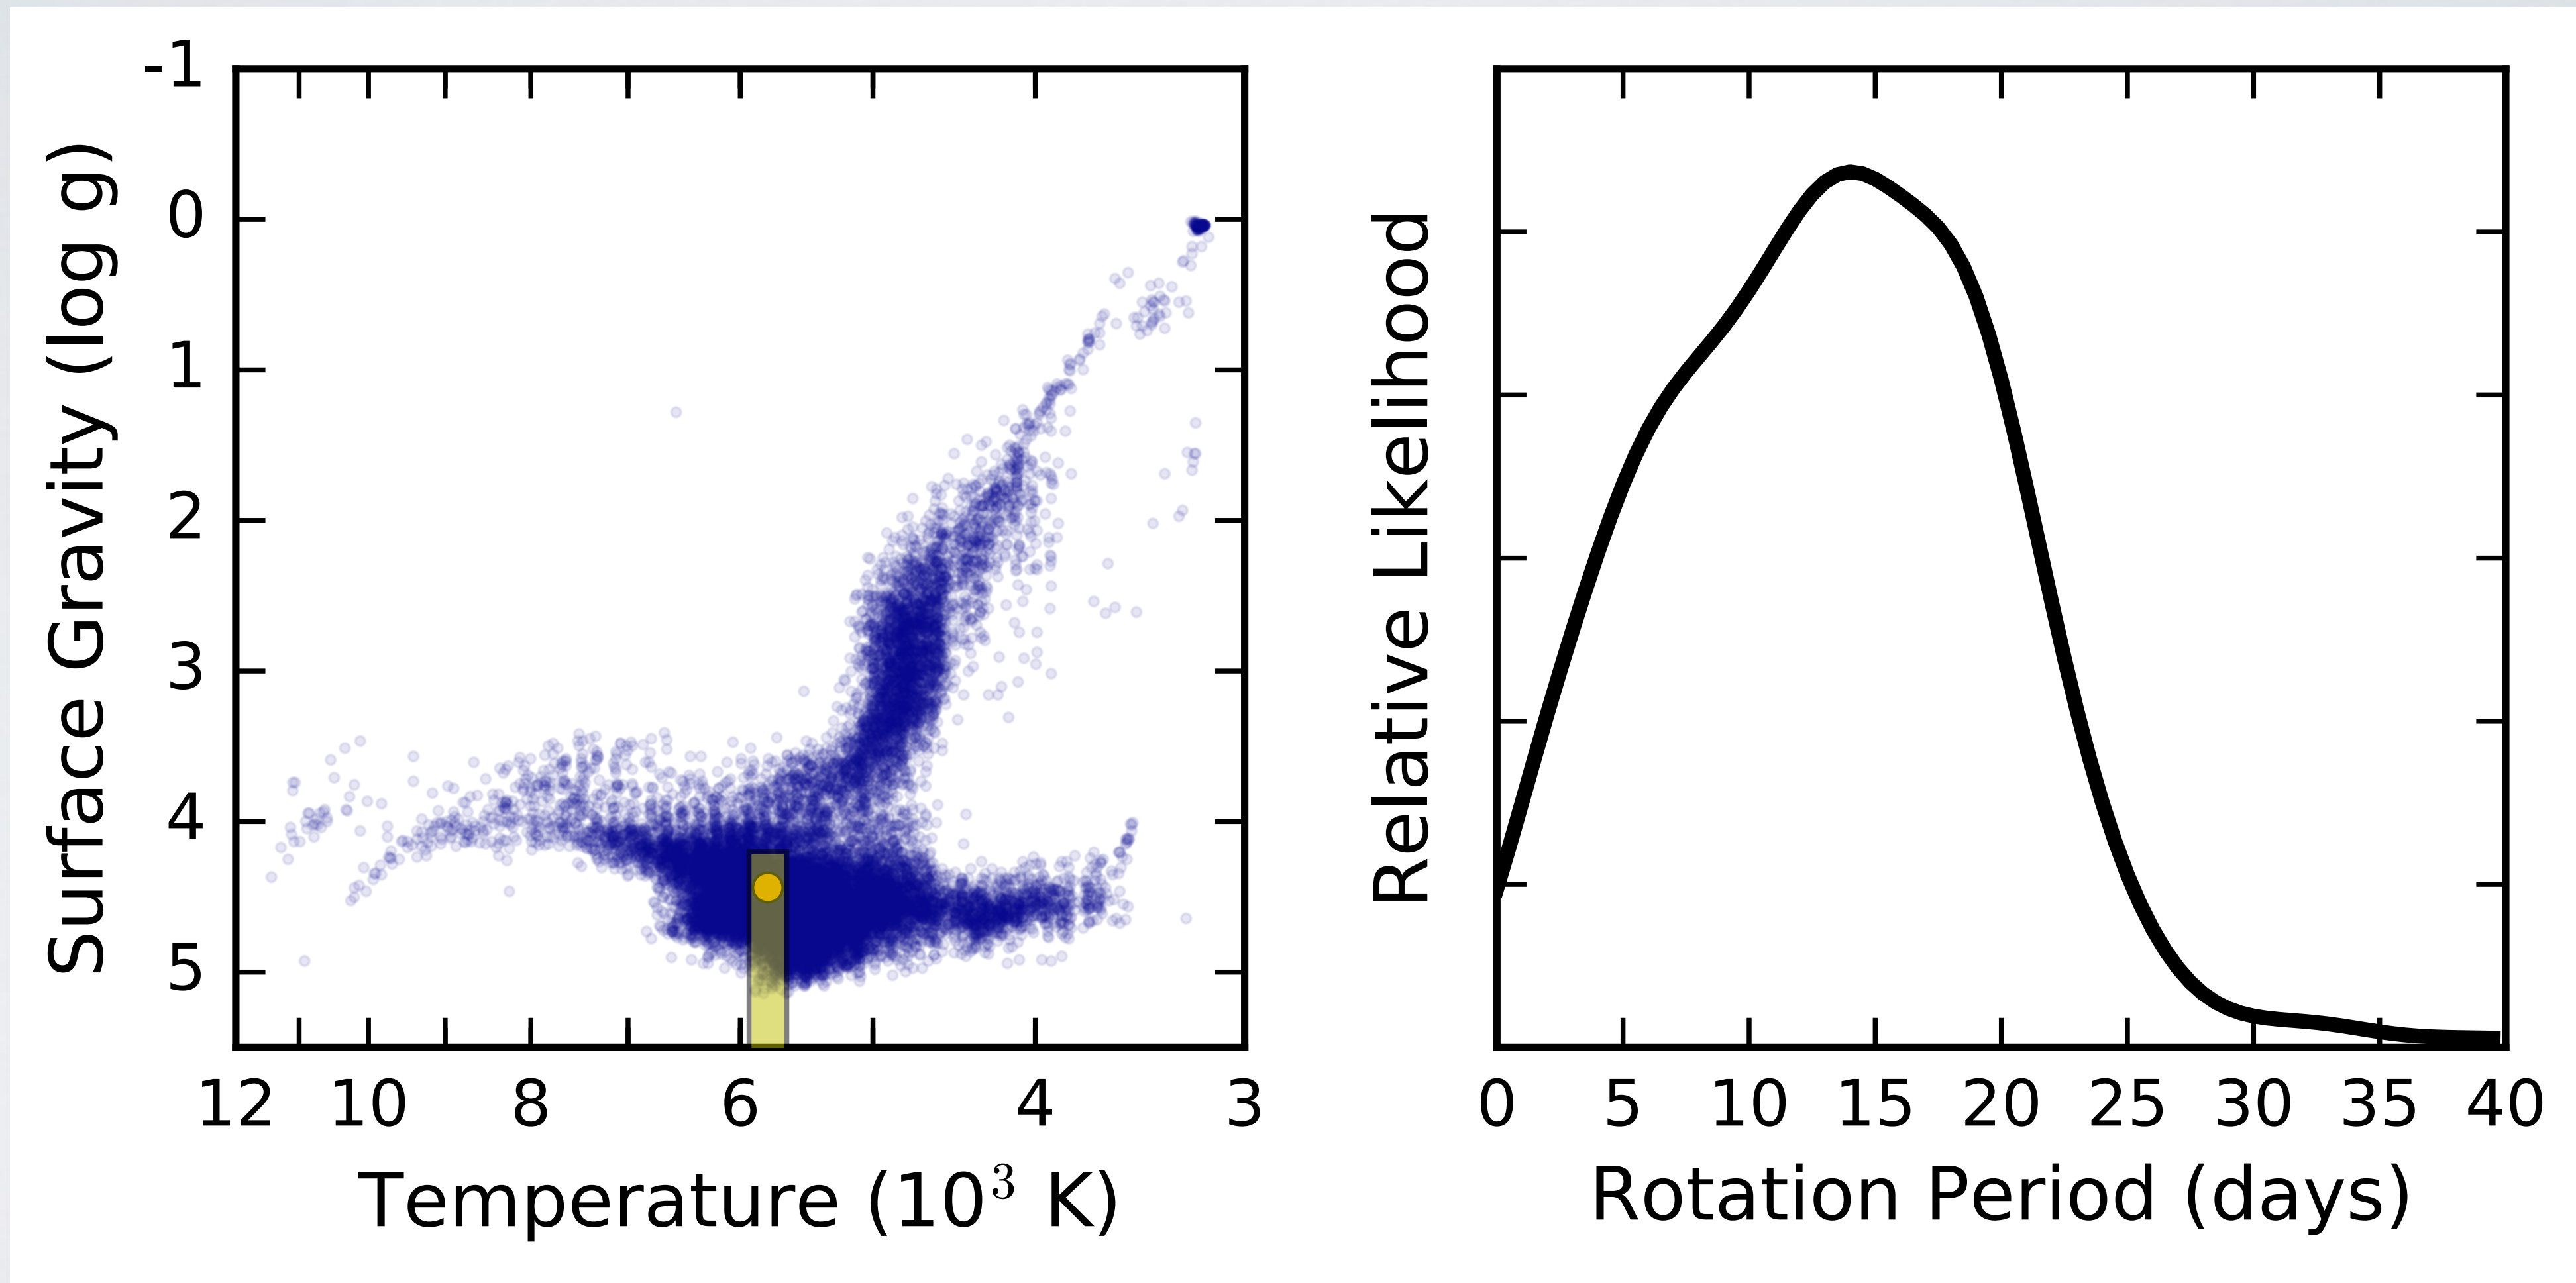 Surface Gravity (log g)
-1
0
1
2
3
4
5
12 10 8 6 4 3
Temperature (10³ K)
Relative Likelihood
0 5 10 15 20 25 30 35 40
Rotation Period (days)